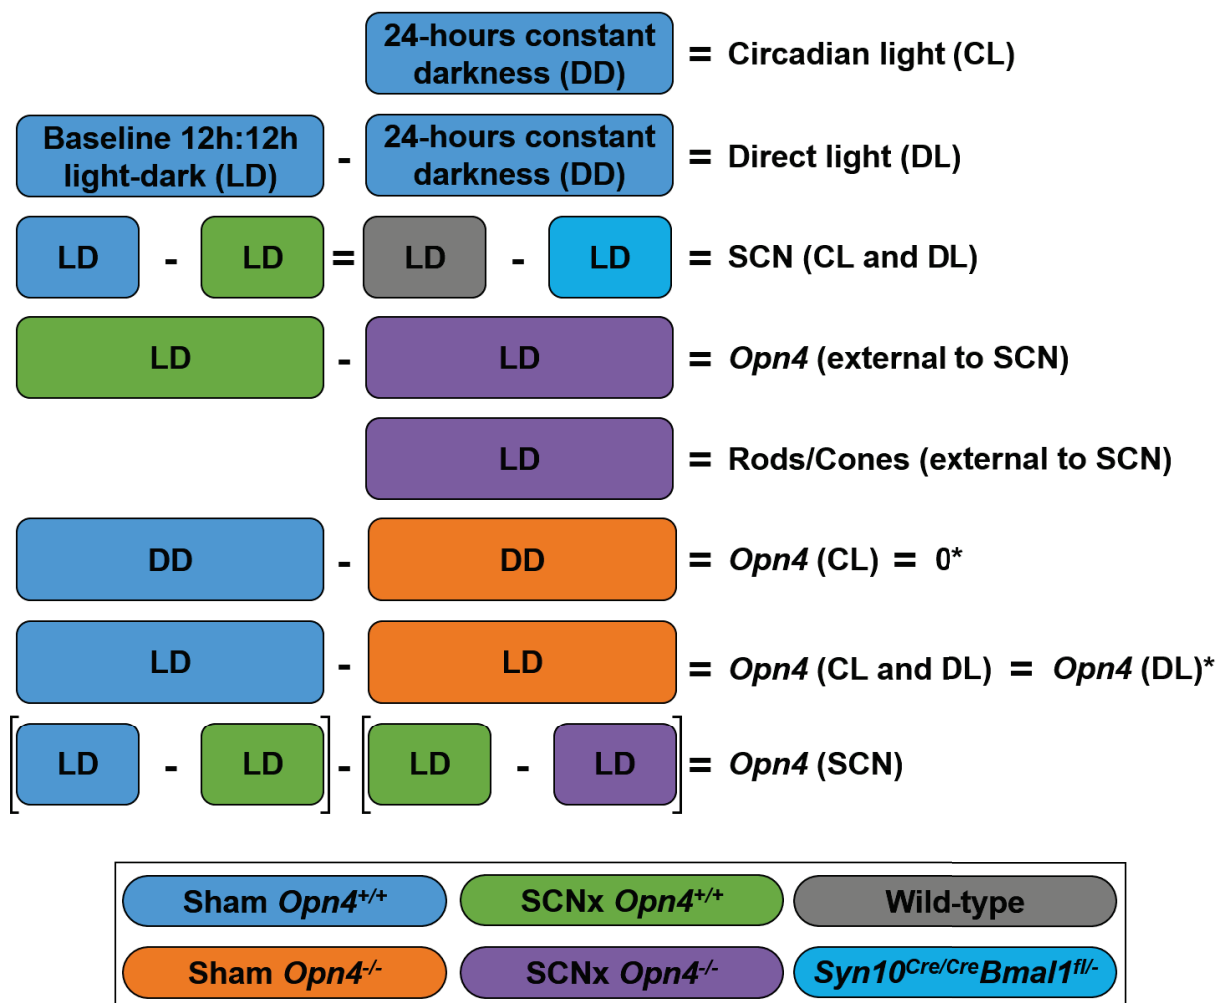 24-hours constant
darkness (DD)
= Circadian light (CL)
Baseline 12h:12h
light-dark (LD)
-
24-hours constant
darkness (DD)
= Direct light (DL)
LD - LD = LD - LD = SCN (CL and DL)
LD - LD = Opn4 (external to SCN)
LD = Rods/Cones (external to SCN)
DD - DD = Opn4 (CL) = 0*
LD - LD = Opn4 (CL and DL) = Opn4 (DL)*
[LD - LD] - [LD - LD] = Opn4 (SCN)
Sham Opn4+/+ SCNx Opn4+/+ Wild-type
Sham Opn4-/- SCNx Opn4-/- Syn10Cre/CreBmal1fl/-